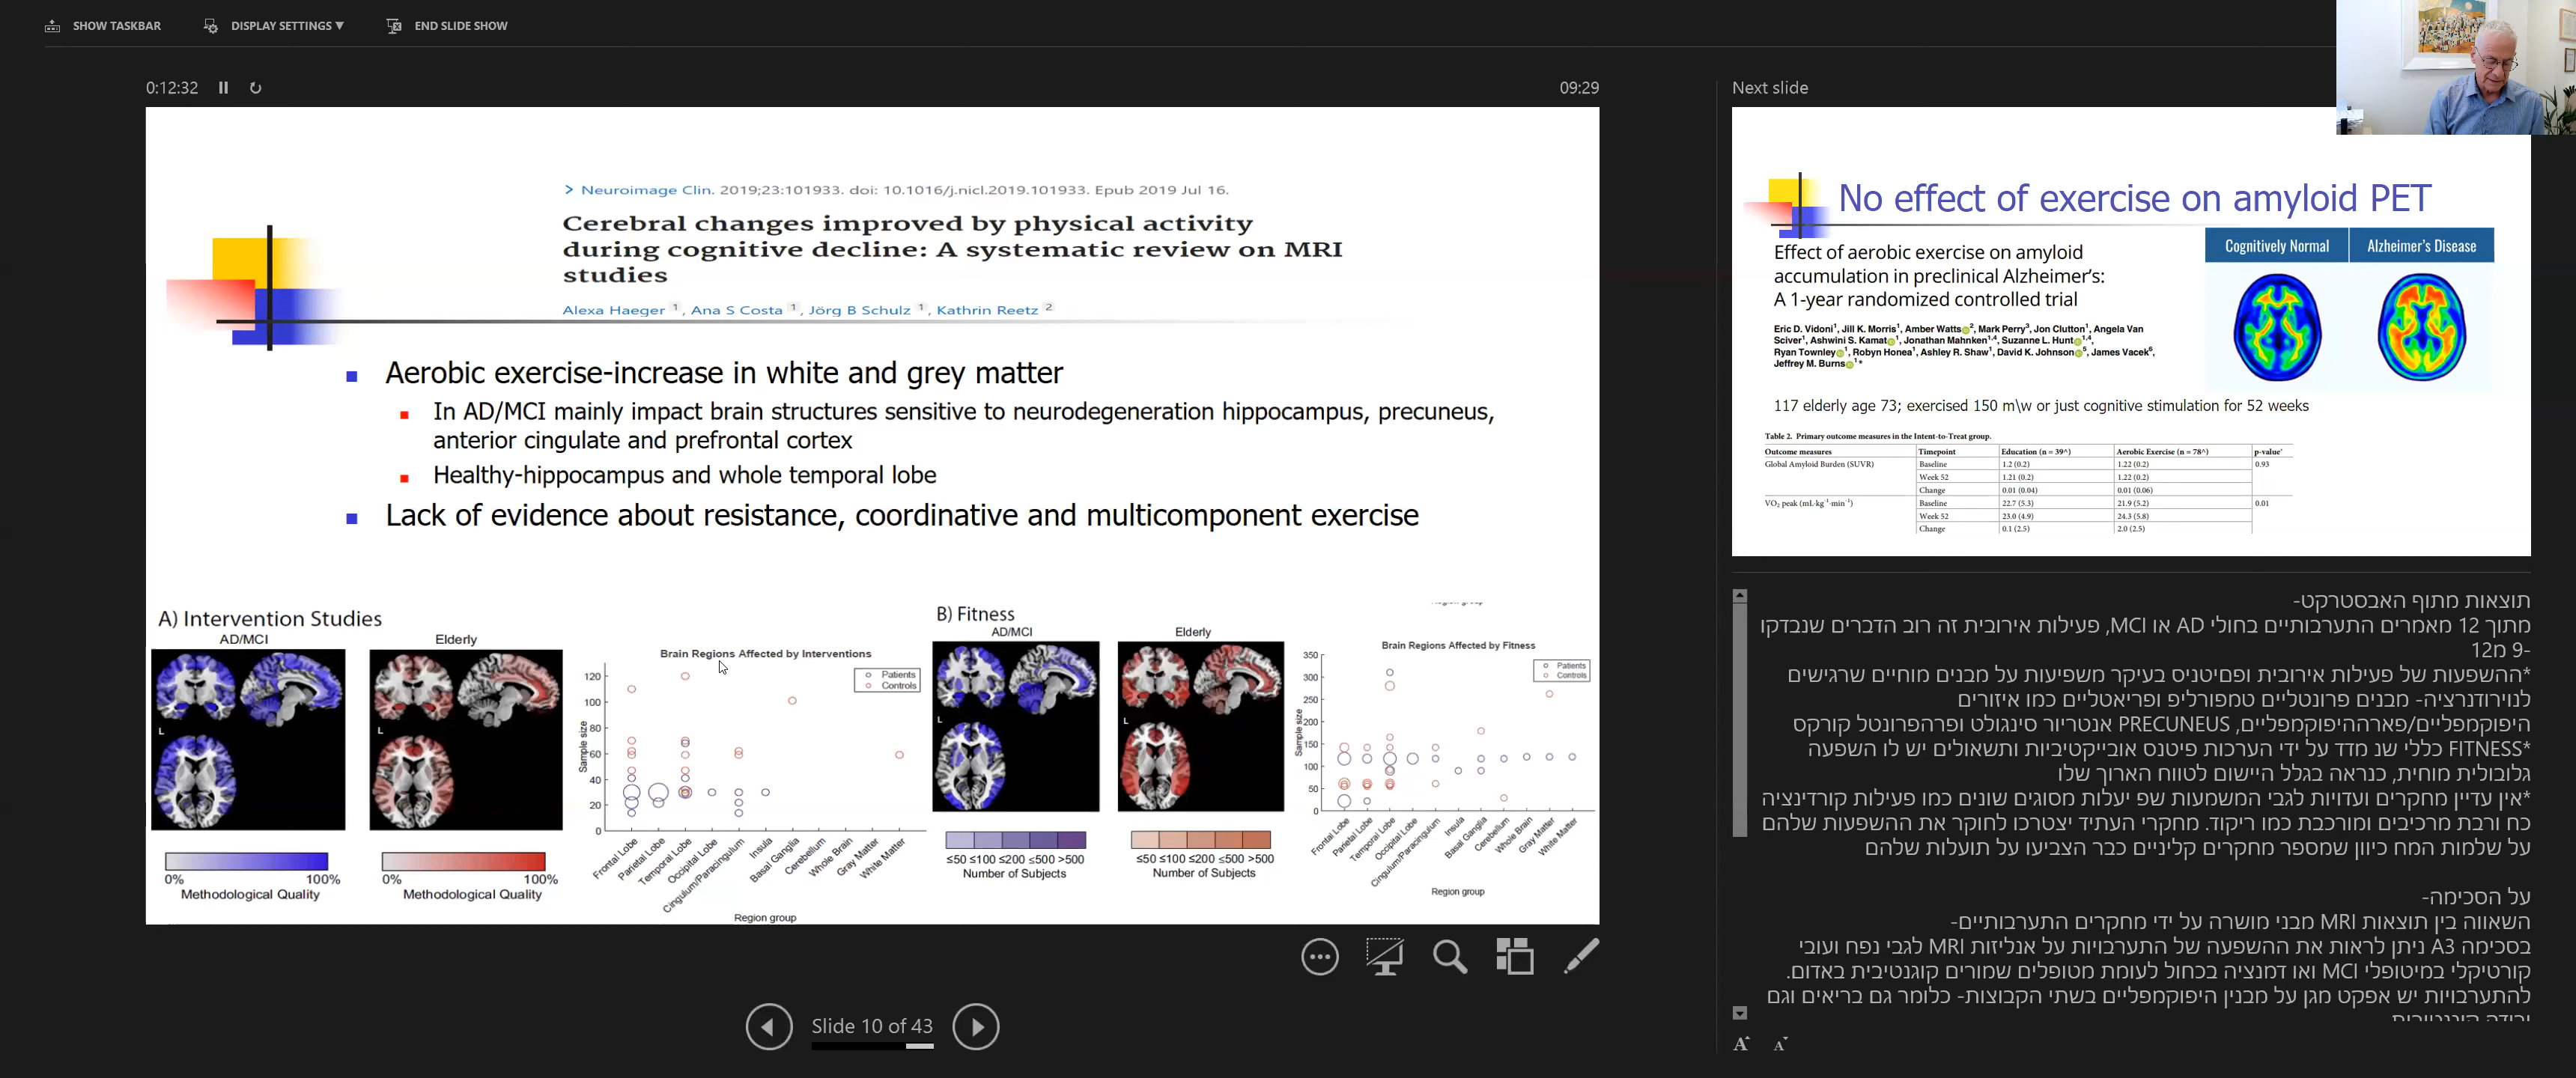 SHOW TASKBAR
DISPLAY SETTINGS ▼
END SLIDE SHOW
0:12:32
09:29
> Neuroimage Clin. 2019;23:101933. doi: 10.1016/j.nicl.2019.101933. Epub 2019 Jul 16.
Cerebral changes improved by physical activity
during cognitive decline: A systematic review on MRI
studies
Alexa Haeger 1, Ana S Costa 1, Jörg B Schulz 1, Kathrin Reetz 2
Aerobic exercise-increase in white and grey matter
In AD/MCI mainly impact brain structures sensitive to neurodegeneration hippocampus, precuneus,
anterior cingulate and prefrontal cortex
Healthy-hippocampus and whole temporal lobe
Lack of evidence about resistance, coordinative and multicomponent exercise
A) Intervention Studies
AD/MCI
Elderly
L
L
0% 100%
Methodological Quality
0% 100%
Methodological Quality
Brain Regions Affected by Interventions
Patients
Controls
Sample size
120
100
80
60
40
20
0
Frontal Lobe
Parietal Lobe
Temporal Lobe
Occipital Lobe
Cingulum/Paracingulum
Insula
Basal Ganglia
Cerebellum
Whole Brain
Gray Matter
White Matter
Region group
B) Fitness
AD/MCI
Elderly
L
L
≤50 ≤100 ≤200 ≤500 >500
Number of Subjects
≤50 ≤100 ≤200 ≤500 >500
Number of Subjects
Brain Regions Affected by Fitness
Patients
Controls
Sample size
350
300
250
200
150
100
50
0
Frontal Lobe
Parietal Lobe
Temporal Lobe
Occipital Lobe
Cingulum/Paracingulum
Insula
Basal Ganglia
Cerebellum
Whole Brain
Gray Matter
White Matter
Region group
Slide 10 of 43
Next slide
No effect of exercise on amyloid PET
Effect of aerobic exercise on amyloid
accumulation in preclinical Alzheimer's:
A 1-year randomized controlled trial
Cognitively Normal
Alzheimer's Disease
Eric D. Vidoni1, Jill K. Morris1, Amber Watts2, Mark Perry3, Jon Clutton1, Angela Van
Sciver1, Ashwini S. Kamat1, Jonathan Mahnken1,4, Suzanne L. Hunt1,4,
Ryan Townley1, Robyn Honea1, Ashley R. Shaw1, David K. Johnson5, James Vacek6,
Jeffrey M. Burns1*
117 elderly age 73; exercised 150 m\w or just cognitive stimulation for 52 weeks
Table 2. Primary outcome measures in the Intent-to-Treat group.
Outcome measures Timepoint Education (n = 39^) Aerobic Exercise (n = 78^) p-value*
Global Amyloid Burden (SUVR) Baseline 1.2 (0.2) 1.22 (0.2) 0.93
Week 52 1.21 (0.2) 1.22 (0.2)
Change 0.01 (0.04) 0.01 (0.06)
VO2 peak (mL·kg-1·min-1) Baseline 22.7 (5.3) 21.9 (5.2) 0.01
Week 52 23.0 (4.9) 24.3 (5.8)
Change 0.1 (2.5) 2.0 (2.5)
תוצאות מתוף האבסטרקט-
מתוך 12 מאמרים התערבותיים בחולי AD או MCI, פעילות אירובית זה רוב הדברים שנבדקו
-9 מ12
*ההשפעות של פעילות אירובית ופםיטניס בעיקר משפיעות על מבנים מוחיים שרגישים
לנוירודנרציה- מבנים פרונטליים טמפורליפ ופריאטליים כמו איזורים
היפוקמפליים/פארההיפוקמפליים, PRECUNEUS אנטריור סינגולט ופרהפרונטל קורקס
*FITNESS כללי שנ מדד על ידי הערכות פיטנס אובייקטיביות ותשאולים יש לו השפעה
גלובולית מוחית, כנראה בגלל היישום לטווח הארוך שלו
*אין עדיין מחקרים ועדויות לגבי המשמעות שפ יעלות מסוגים שונים כמו פעילות קורדינציה
כח ורבת מרכיבים ומורכבת כמו ריקוד. מחקרי העתיד יצטרכו לחוקר את ההשפעות שלהם
על שלמות המח כיוון שמספר מחקרים קליניים כבר הצביעו על תועלות שלהם
על הסכימה-
השאווה בין תוצאות MRI מבני מושרה על ידי מחקרים התערבותיים-
בסכימה A3 ניתן לראות את ההשפעה של התערבויות על אנליזות MRI לגבי נפח ועובי
קורטיקלי במיטופלי MCI ואו דמנציה בכחול לעומת מטופלים שמורים קוגנטיבית באדום.
להתערבויות יש אפקט מגן על מבנין היפוקמפליים בשתי הקבוצות- כלומר גם בריאים וגם